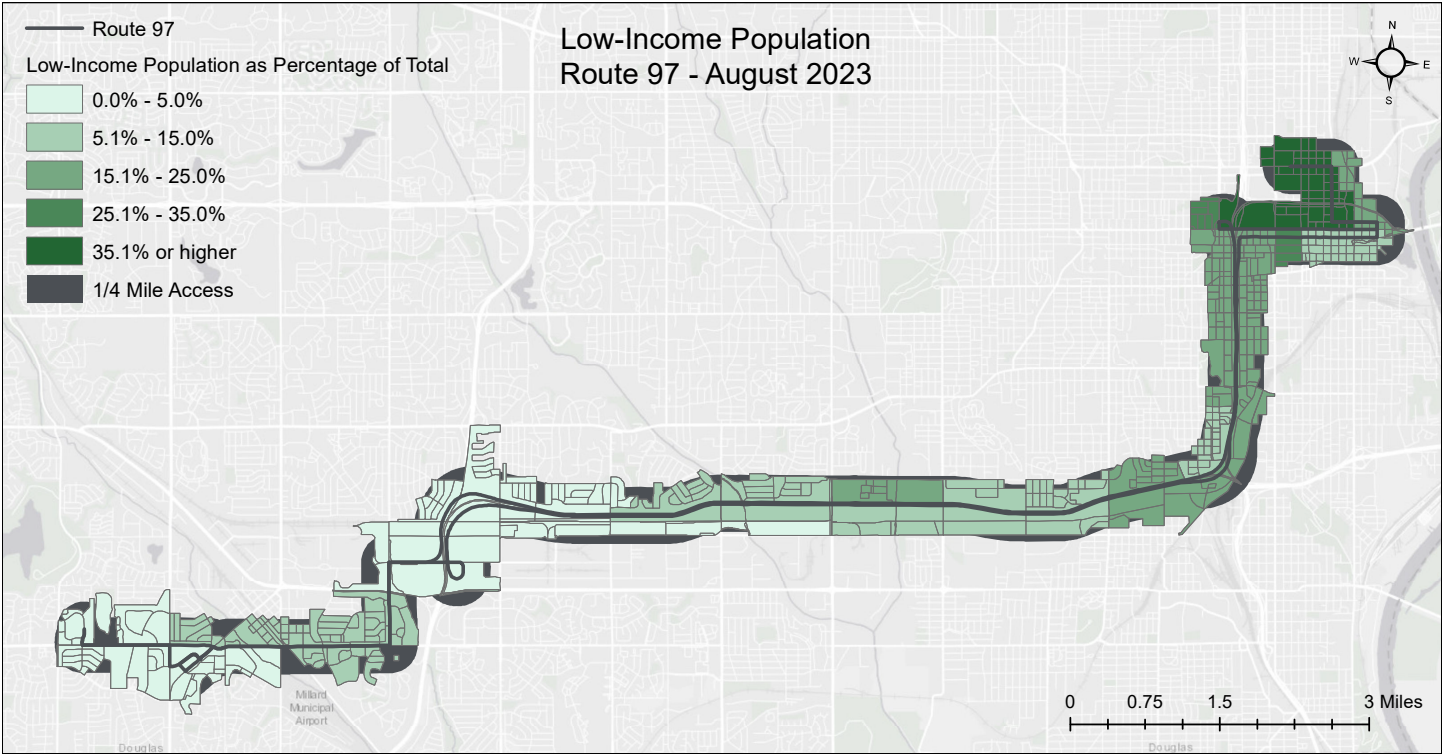 Low-Income Population
Route 97 - August 2023
Route 97
Low-Income Population as Percentage of Total
0.0% - 5.0%
5.1% - 15.0%
15.1% - 25.0%
25.1% - 35.0%
35.1% or higher
1/4 Mile Access
N
W
E
S
Millard
Municipal
Airport
0 0.75 1.5 3 Miles
Douglas
Douglas